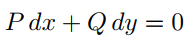 P dx + Q dy = 0